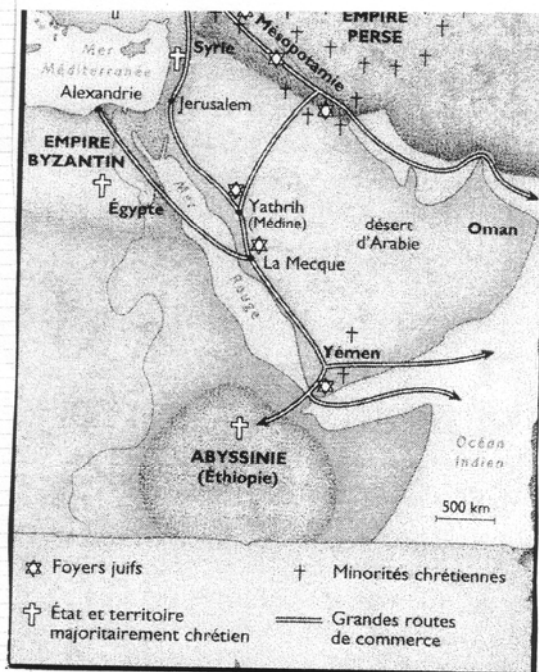 EMPIRE
PERSE
Mésopotamie
Syrie
Mer
Méditerranée
Alexandrie
Jerusalem
EMPIRE
BYZANTIN
Égypte
Mer
Rouge
Yathrih
(Médine)
désert
d'Arabie
Oman
La Mecque
Yémen
ABYSSINIE
(Éthiopie)
Océan
Indien
500 km
Foyers juifs
Minorités chrétiennes
État et territoire
majoritairement chrétien
Grandes routes
de commerce